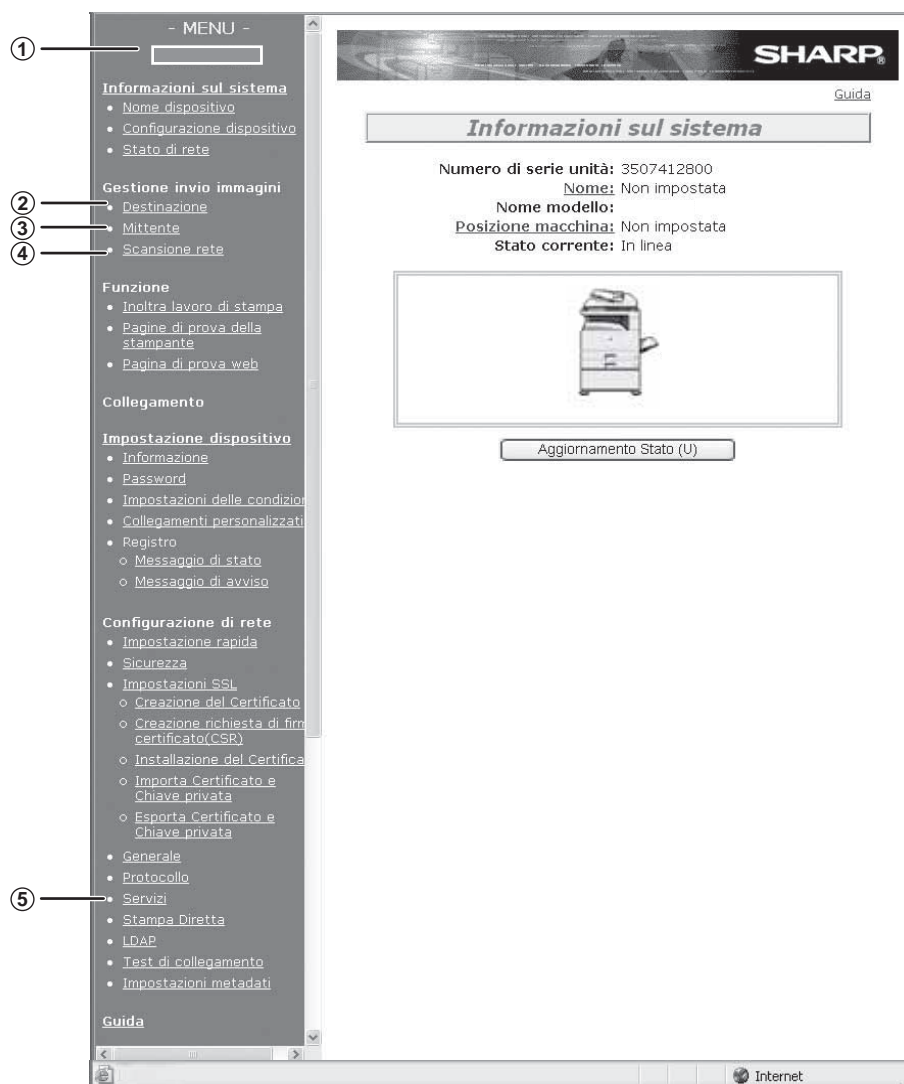 - MENU -
1
Informazioni sul sistema
Nome dispositivo
Configurazione dispositivo
Stato di rete
Gestione invio immagini
2
Destinazione
3
Mittente
4
Scansione rete
Funzione
Inoltra lavoro di stampa
Pagine di prova della
stampante
Pagina di prova web
Collegamento
Impostazione dispositivo
Informazione
Password
Impostazioni delle condizion
Collegamenti personalizzati
Registro
Messaggio di stato
Messaggio di avviso
Configurazione di rete
Impostazione rapida
Sicurezza
Impostazioni SSL
Creazione del Certificato
Creazione richiesta di firm
certificato(CSR)
Installazione del Certifica
Importa Certificato e
Chiave privata
Esporta Certificato e
Chiave privata
Generale
Protocollo
5
Servizi
Stampa Diretta
LDAP
Test di collegamento
Impostazioni metadati
Guida
SHARP®
Guida
Informazioni sul sistema
Numero di serie unità: 3507412800
Nome: Non impostata
Nome modello:
Posizione macchina: Non impostata
Stato corrente: In linea
Aggiornamento Stato (U)
Internet